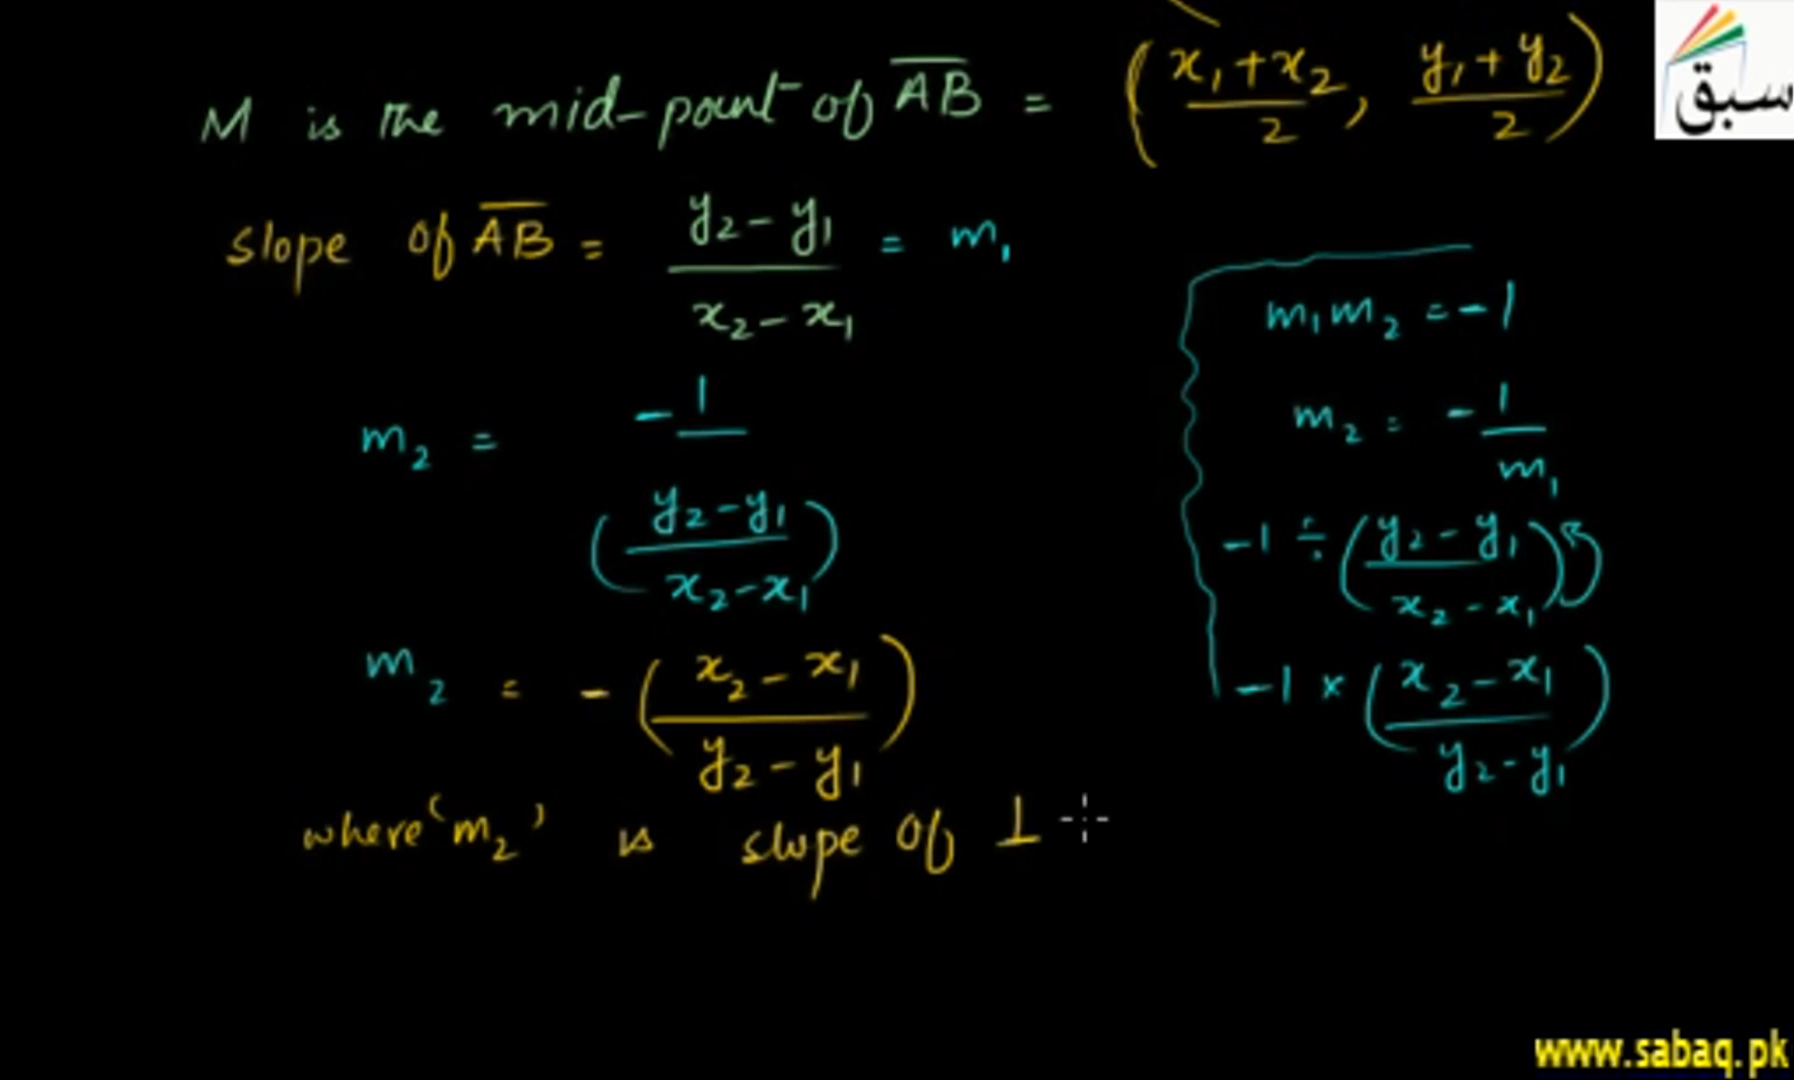 M is the mid-point of AB = (x₁+x₂/2, y₁+y₂/2)
سبق
slope of AB = y₂-y₁/x₂-x₁ = m₁
m₁m₂ = -1
m₂ = -1/(y₂-y₁/x₂-x₁)
m₂ = -1/m₁
-1 ÷ (y₂-y₁/x₂-x₁)
m₂ = -(x₂-x₁/y₂-y₁)
-1 × (x₂-x₁/y₂-y₁)
where 'm₂' is slope of ⊥
www.sabaq.pk